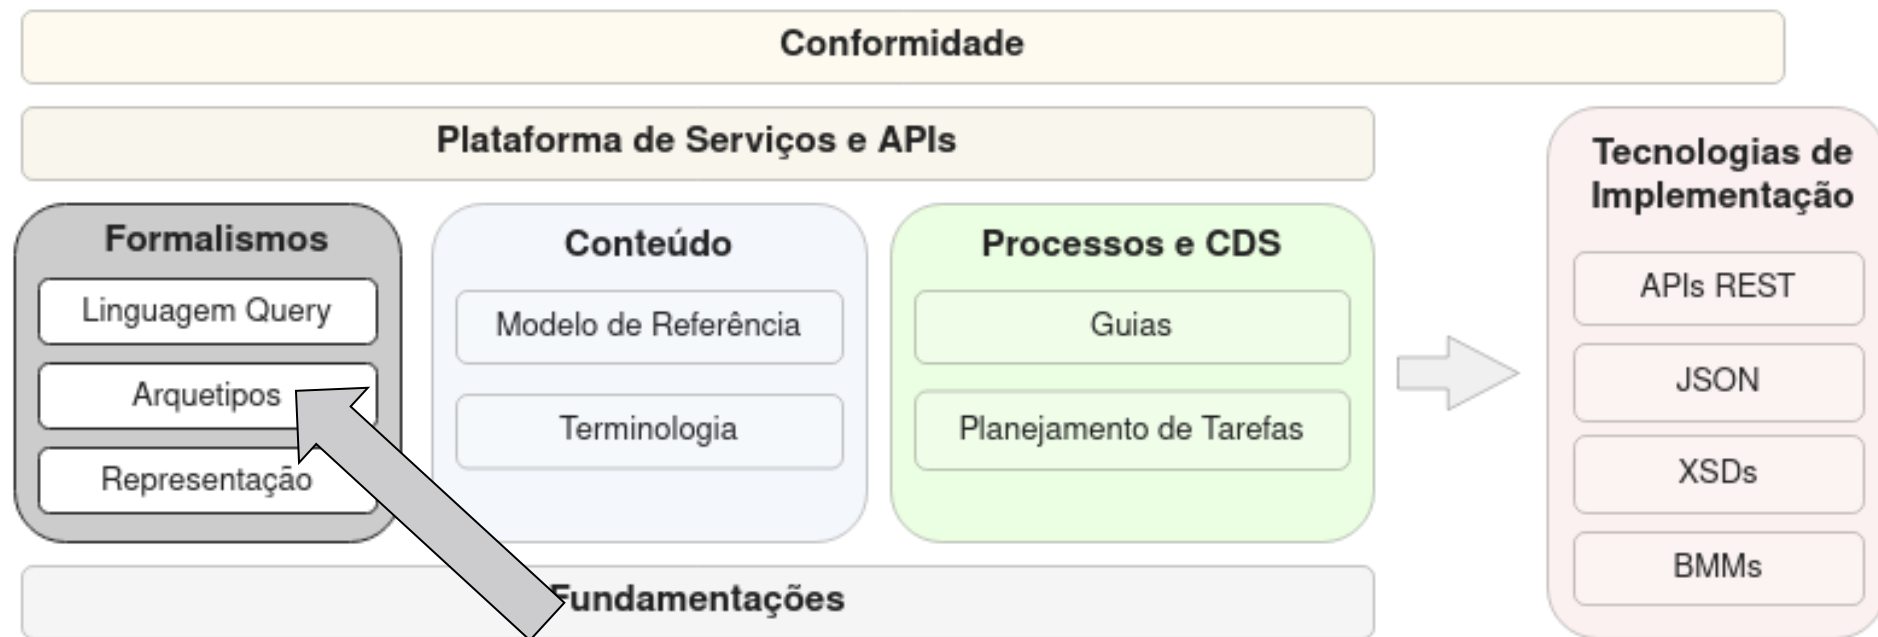 Conformidade
Plataforma de Serviços e APIs
Formalismos
Linguagem Query
Arquetipos
Representação
Conteúdo
Modelo de Referência
Terminologia
Processos e CDS
Guias
Planejamento de Tarefas
Tecnologias de
Implementação
APIs REST
JSON
XSDs
BMMs
Fundamentações